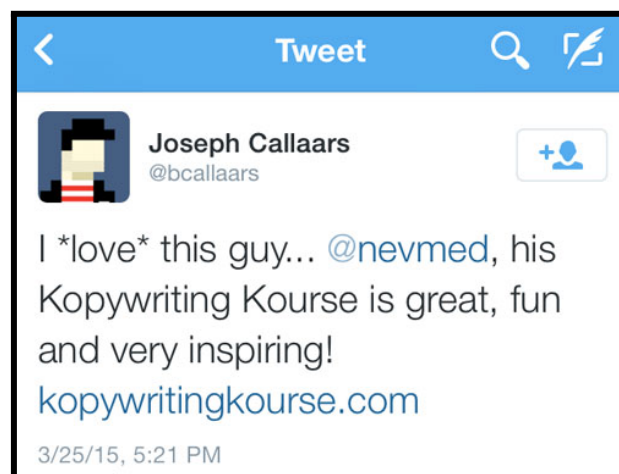 Tweet
Joseph Callaars
@bcallaars
I *love* this guy... @nevmed, his
Kopywriting Kourse is great, fun
and very inspiring!
kopywritingkourse.com
3/25/15, 5:21 PM